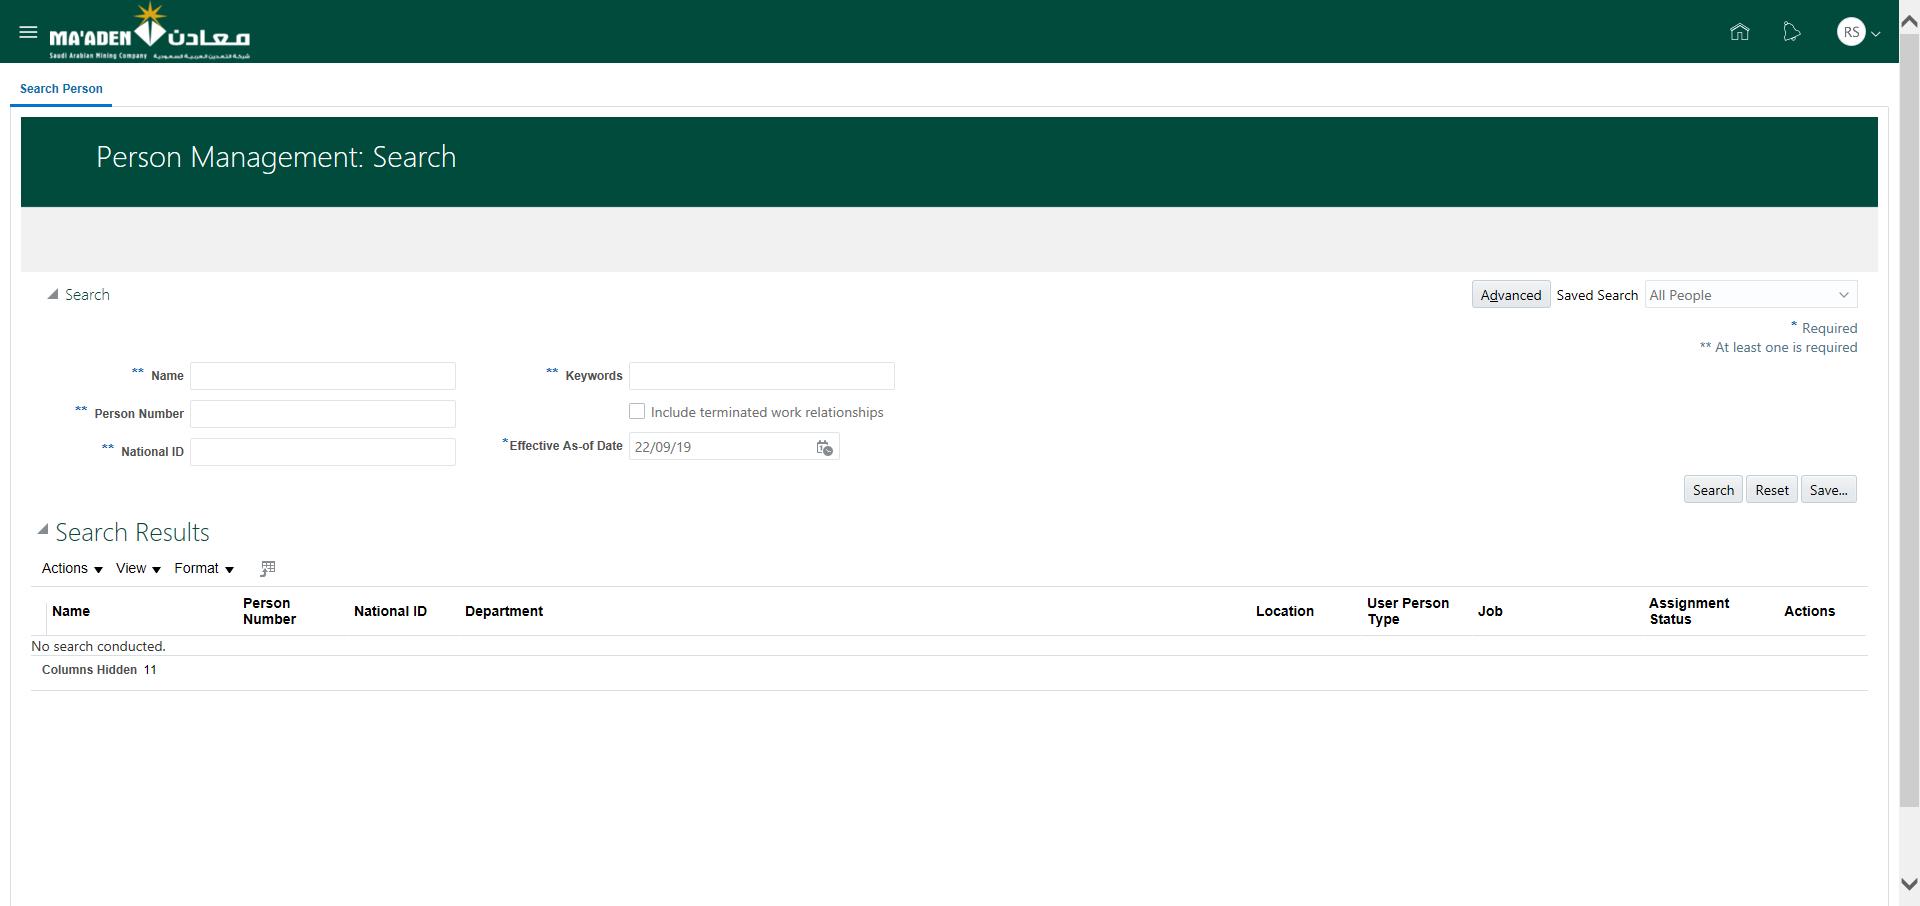 MA'ADEN معادن
Saudi Arabian Mining Company شركة التعدين العربية السعودية
RS
Search Person
Person Management: Search
Search
Advanced Saved Search All People
* Required
** At least one is required
** Name
** Keywords
** Person Number
Include terminated work relationships
** National ID
*Effective As-of Date 22/09/19
Search Reset Save...
Search Results
Actions View Format
Name Person Number National ID Department Location User Person Type Job Assignment Status Actions
No search conducted.
Columns Hidden 11